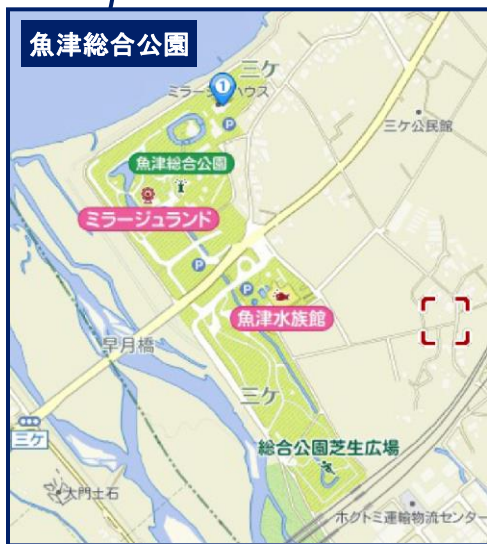 魚津総合公園
三ケ
ミラージュハウス
1
P
三ケ公民館
魚津総合公園
ミラージュランド
P
P
魚津水族館
早月橋
三ケ
三ケ
総合公園芝生広場
大門土石
ホクトミ運輸物流センター